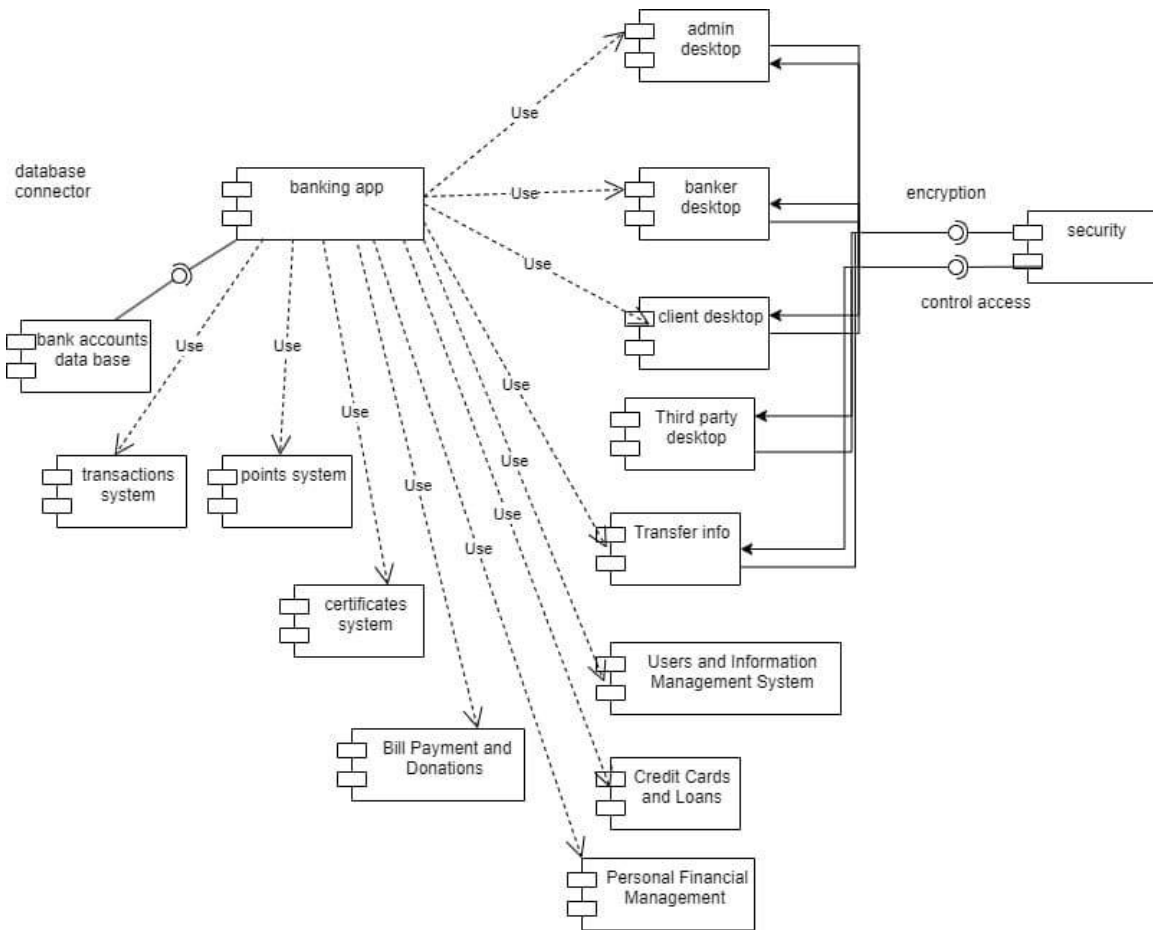 admin
desktop
Use
database
connector
banking app
Use
banker
desktop
encryption
security
Use
control access
client desktop
bank accounts
data base
Use
Use
Use
Use
Third party
desktop
Use
Use
Use
transactions
system
points system
Transfer info
certificates
system
Users and Information
Management System
Bill Payment and
Donations
Credit Cards
and Loans
Personal Financial
Management